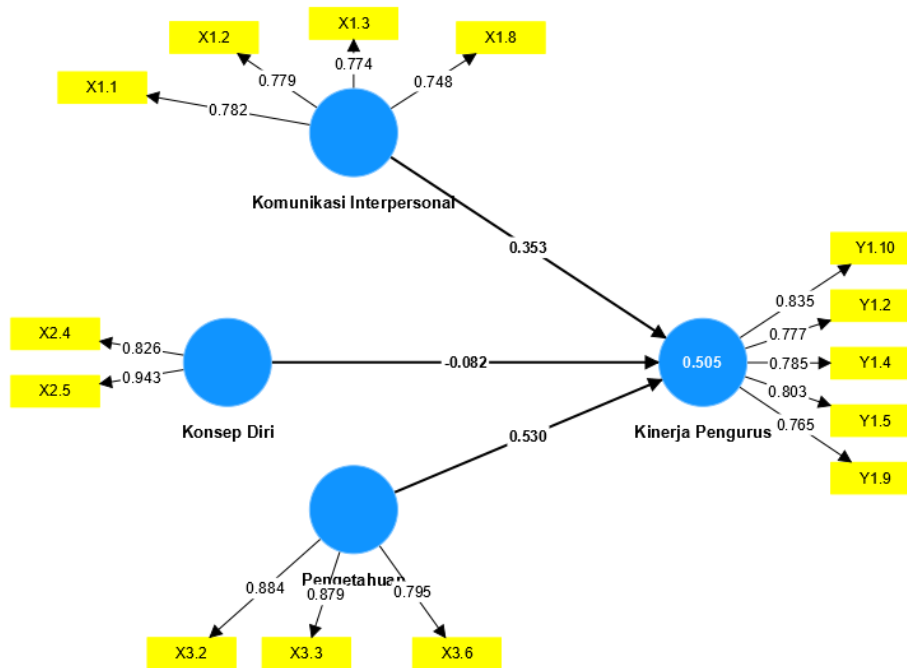 X1.3
X1.2
X1.8
X1.1
0.774
0.779
0.748
0.782
Komunikasi Interpersonal
0.353
Y1.10
0.835
Y1.2
0.777
X2.4
0.826
-0.082
0.505
0.785
Y1.4
0.943
X2.5
0.803
Y1.5
0.765
Konsep Diri
Kinerja Pengurus
0.530
Y1.9
Pengetahuan
0.884
0.879
0.795
X3.2
X3.3
X3.6